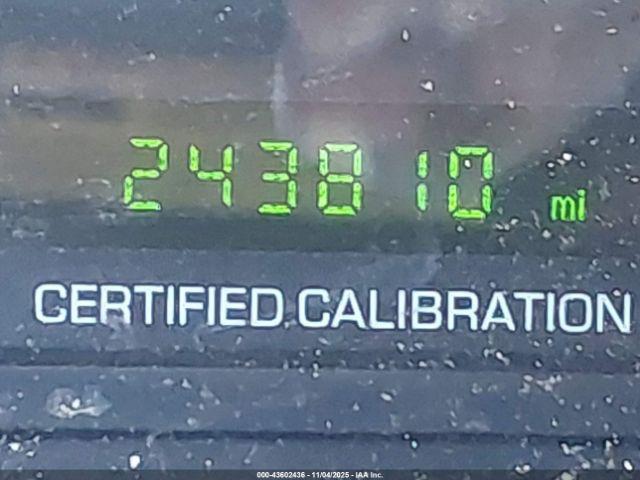 243810 mi
CERTIFIED CALIBRATION
000-43602436 - 11/04/2025 - IAA Inc.